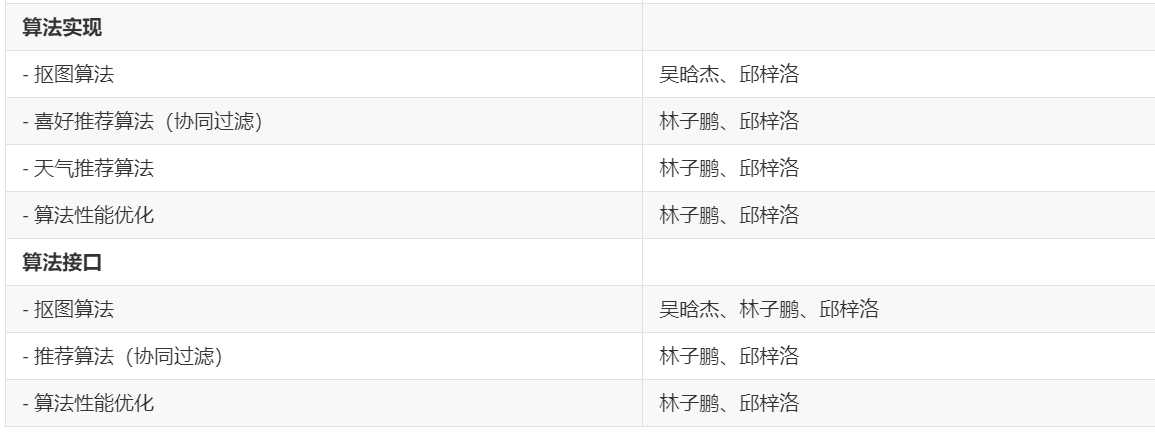 算法实现
- 抠图算法 吴晗杰、邱梓洛
- 喜好推荐算法（协同过滤） 林子鹏、邱梓洛
- 天气推荐算法 林子鹏、邱梓洛
- 算法性能优化 林子鹏、邱梓洛
算法接口
- 抠图算法 吴晗杰、林子鹏、邱梓洛
- 推荐算法（协同过滤） 林子鹏、邱梓洛
- 算法性能优化 林子鹏、邱梓洛